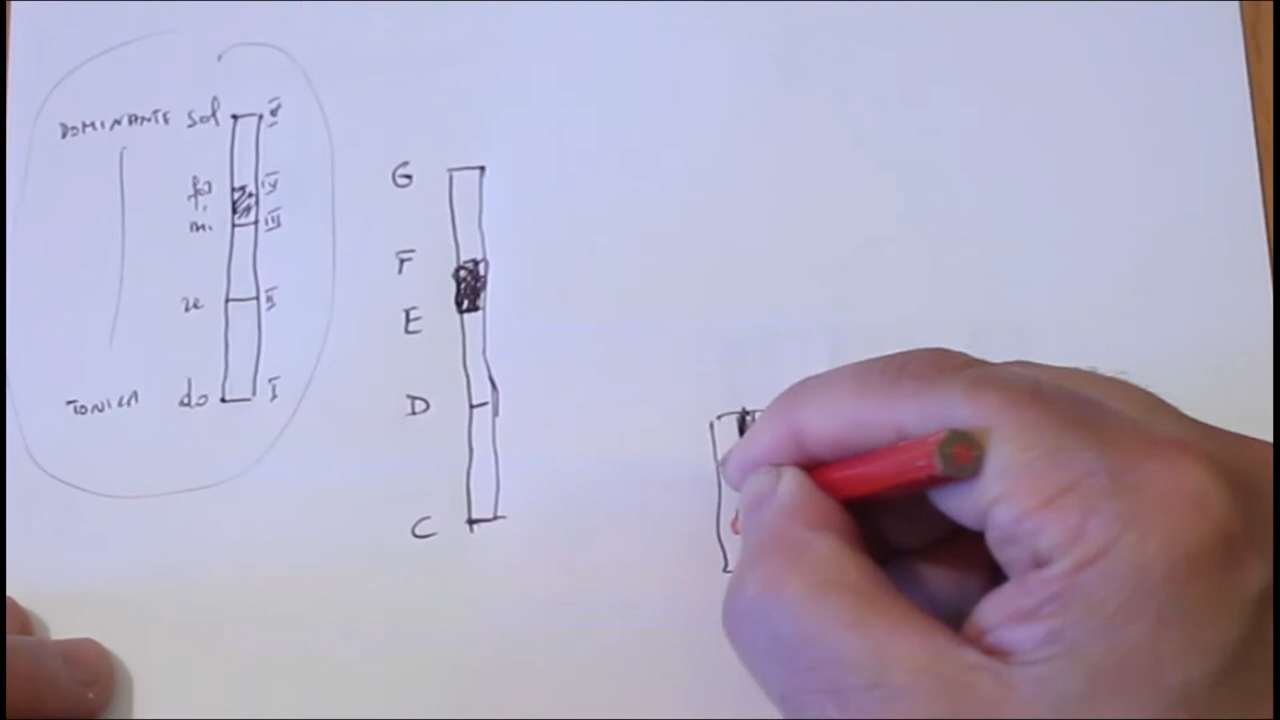 DOMINANTE sol V
fa IV
mi III
re II
TONICA do I
G
F
E
D
C